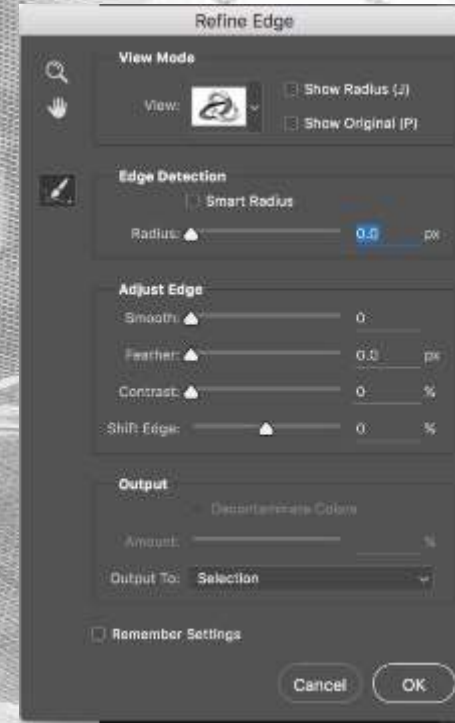 Refine Edge
View Mode
View:
Show Radius (J)
Show Original (P)
Edge Detection
Smart Radius
Radius: 0.0 px
Adjust Edge
Smooth: 0
Feather: 0.0 px
Contrast: 0 %
Shift Edge: 0 %
Output
Decontaminate Colors
Amount: %
Output To: Selection
Remember Settings
Cancel OK